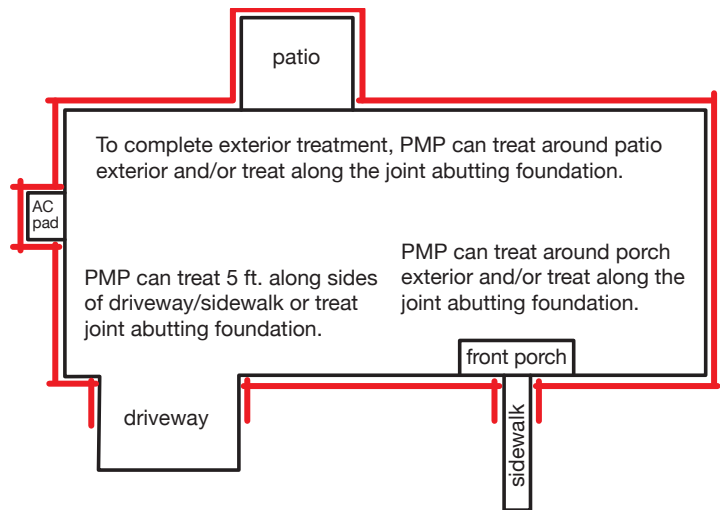 patio
To complete exterior treatment, PMP can treat around patio
exterior and/or treat along the joint abutting foundation.
AC
pad
PMP can treat 5 ft. along sides
of driveway/sidewalk or treat
joint abutting foundation.
PMP can treat around porch
exterior and/or treat along the
joint abutting foundation.
front porch
driveway
sidewalk